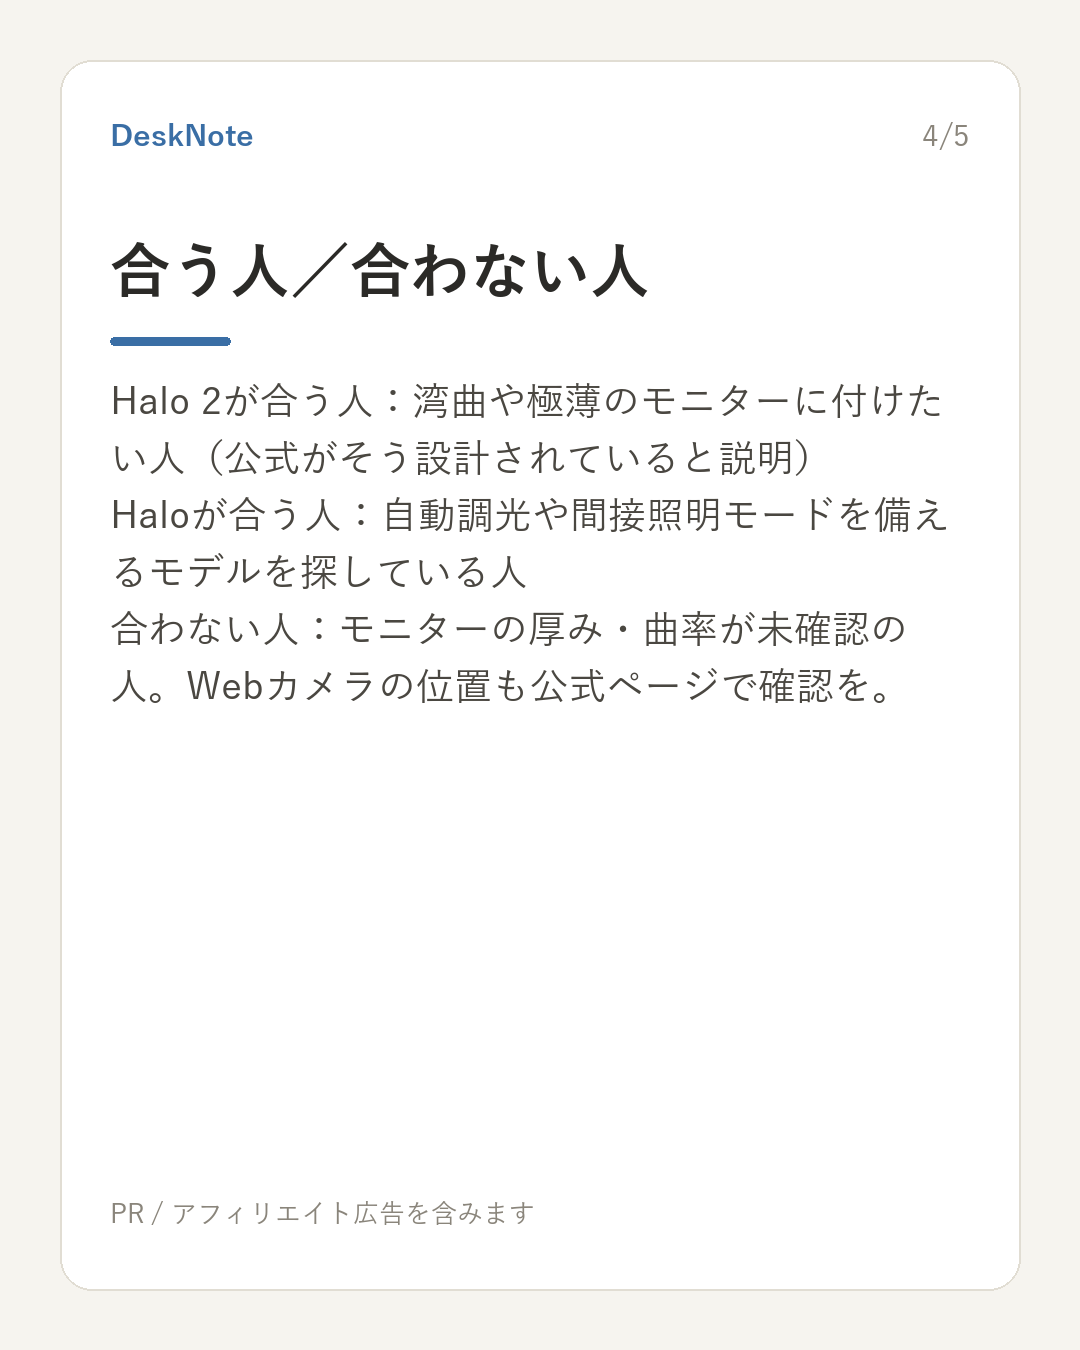 DeskNote
4/5
合う人／合わない人
Halo 2が合う人：湾曲や極薄のモニターに付けた
い人（公式がそう設計されていると説明）
Haloが合う人：自動調光や間接照明モードを備え
るモデルを探している人
合わない人：モニターの厚み・曲率が未確認の
人。Webカメラの位置も公式ページで確認を。
PR / アフィリエイト広告を含みます